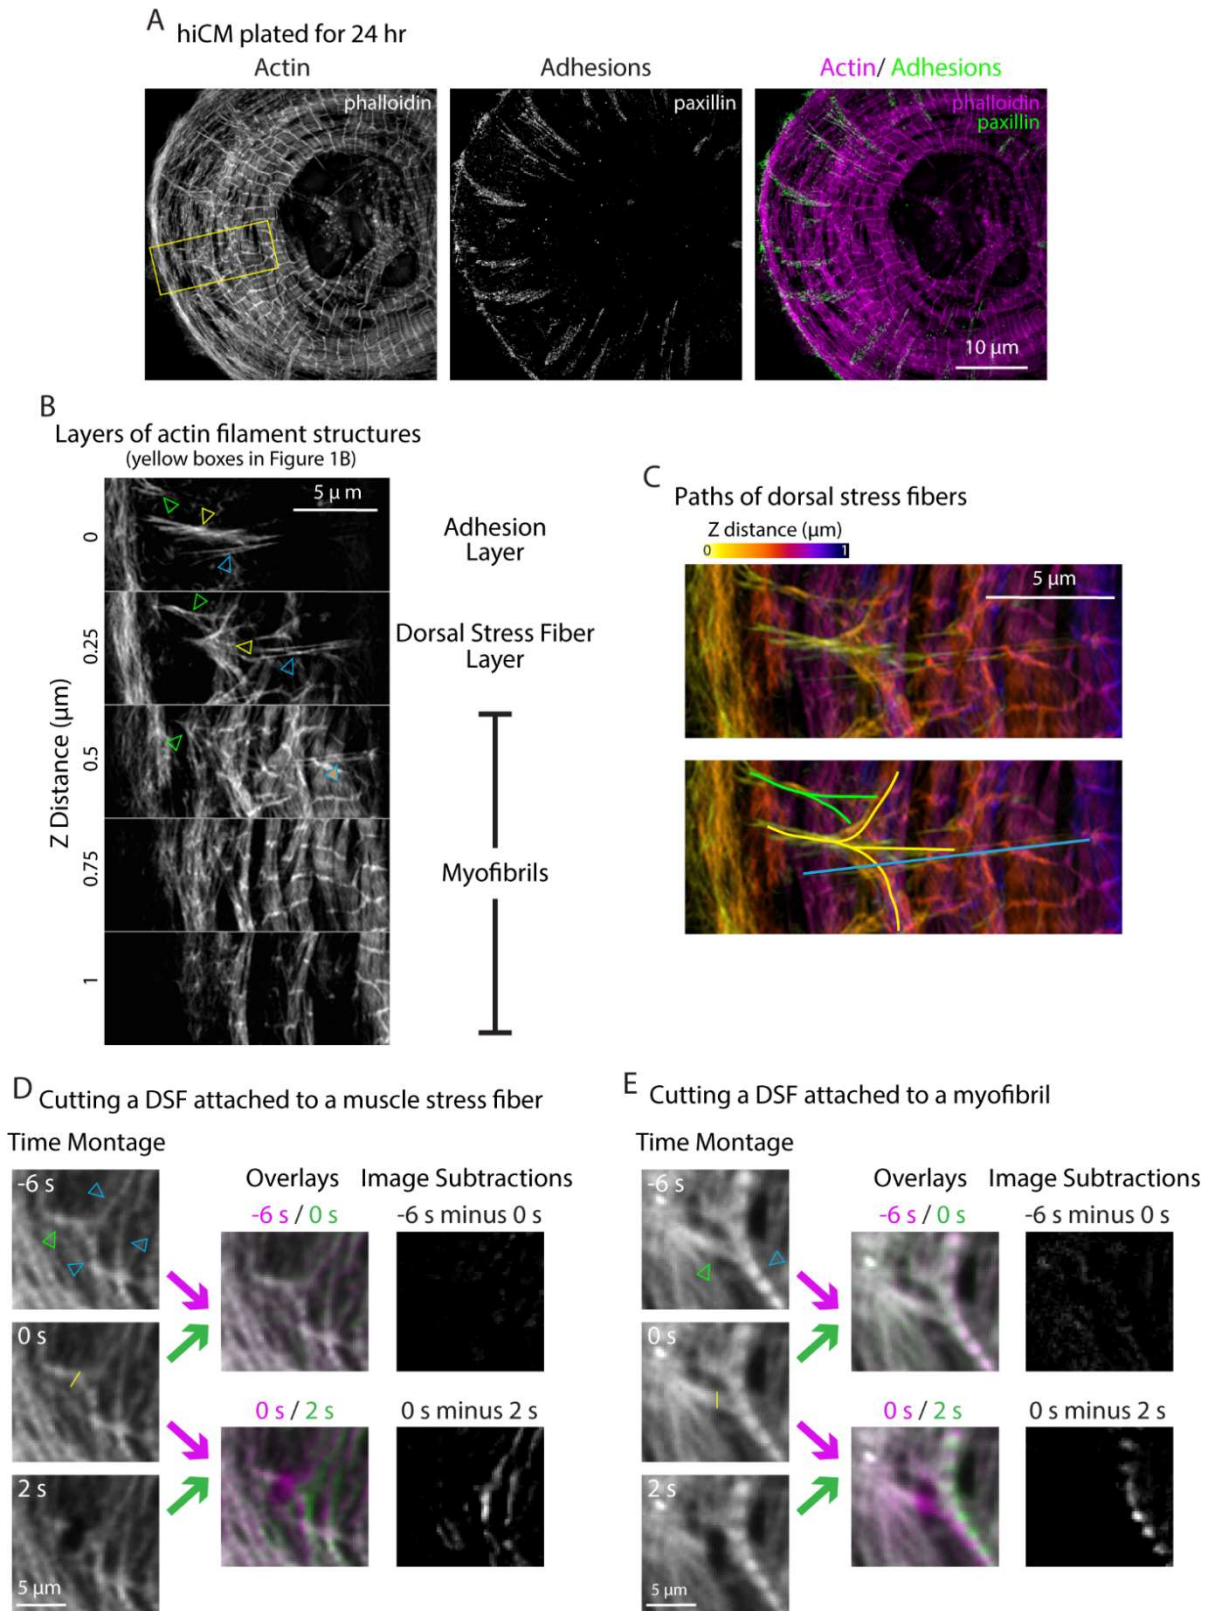 A hiCM plated for 24 hr
Actin
Adhesions
Actin/ Adhesions
phalloidin
paxillin
phalloidin
paxillin
10 µm
B
Layers of actin filament structures
(yellow boxes in Figure 1B)
5 µ m
Z Distance (µm)
0
0.25
0.5
0.75
1
Adhesion
Layer
Dorsal Stress Fiber
Layer
Myofibrils
C Paths of dorsal stress fibers
Z distance (µm)
0
1
5 µm
D Cutting a DSF attached to a muscle stress fiber
Time Montage
-6 s
0 s
2 s
5 µm
Overlays
-6 s / 0 s
0 s / 2 s
Image Subtractions
-6 s minus 0 s
0 s minus 2 s
E Cutting a DSF attached to a myofibril
Time Montage
-6 s
0 s
2 s
5 µm
Overlays
-6 s / 0 s
0 s / 2 s
Image Subtractions
-6 s minus 0 s
0 s minus 2 s